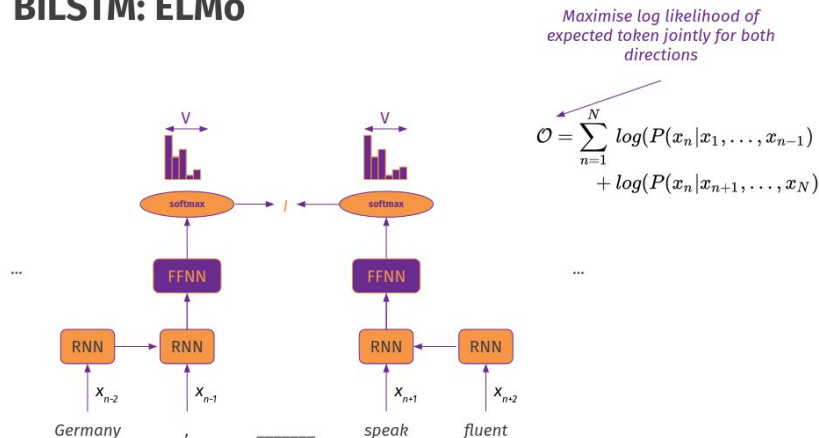 BiLSTM: ELMo
Maximise log likelihood of
expected token jointly for both
directions
V
V
𝒪 = ∑_{n=1}^{N} log(P(x_n|x_1, . . . , x_{n-1})
+ log(P(x_n|x_{n+1}, . . . , x_N)
softmax
I
softmax
...
FFNN
FFNN
...
RNN
RNN
RNN
RNN
x_{n-2}
x_{n-1}
x_{n+1}
x_{n+2}
Germany , _______ speak fluent